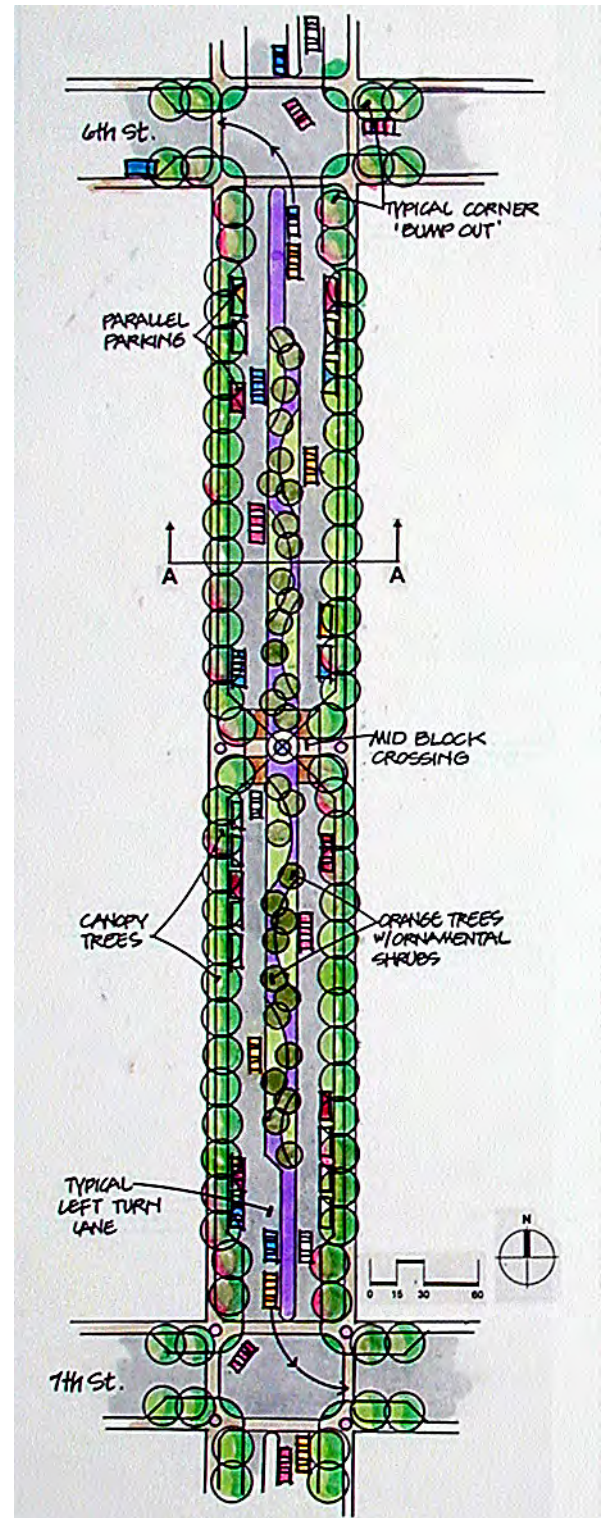 6th St.
TYPICAL CORNER
'BUMP OUT'
PARALLEL
PARKING
A A
MID BLOCK
CROSSING
CANOPY
TREES
ORANGE TREES
W/ORNAMENTAL
SHRUBS
TYPICAL
LEFT TURN
LANE
N
0 15 30 60
7th St.